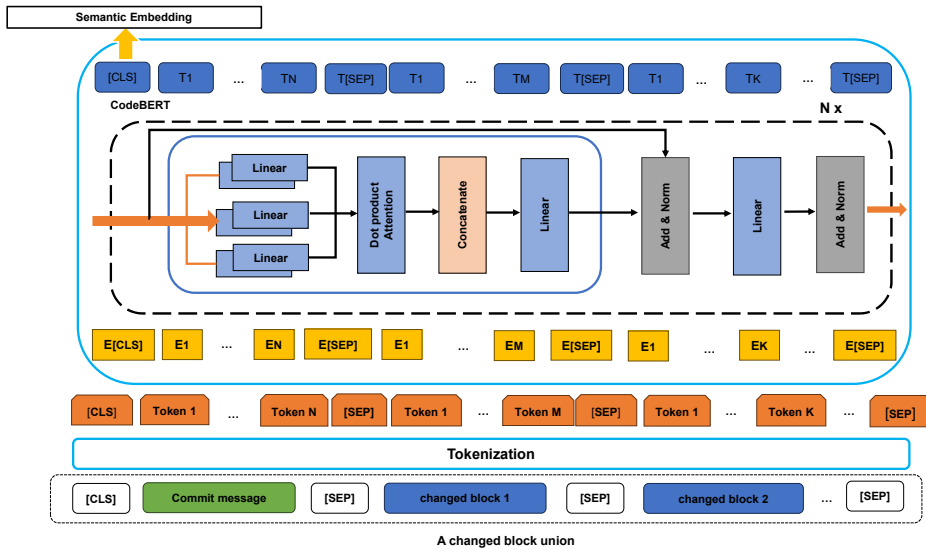 Semantic Embedding
[CLS] T1 ... TN T[SEP] T1 ... TM T[SEP] T1 ... TK ... T[SEP]
CodeBERT
N x
Linear
Linear
Linear
Dot product
Attention
Concatenate
Linear
Add & Norm
Linear
Add & Norm
E[CLS] E1 ... EN E[SEP] E1 ... EM E[SEP] E1 ... EK ... E[SEP]
[CLS] Token 1 ... Token N [SEP] Token 1 ... Token M [SEP] Token 1 ... Token K ... [SEP]
Tokenization
[CLS] Commit message [SEP] changed block 1 [SEP] changed block 2 ... [SEP]
A changed block union